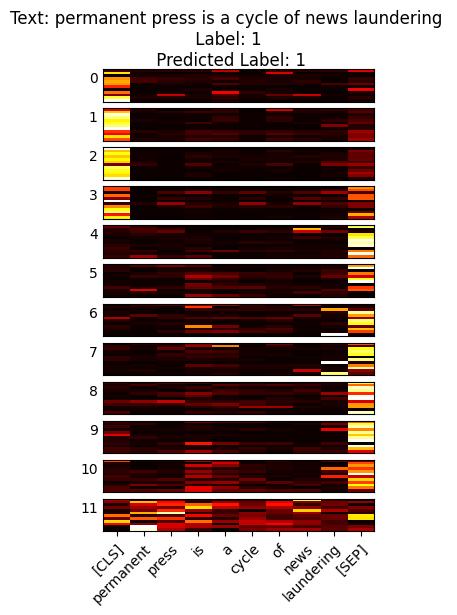 Text: permanent press is a cycle of news laundering
Label: 1
Predicted Label: 1
0
1
2
3
4
5
6
7
8
9
10
11
[CLS]
permanent
press
is
a
cycle
of
news
laundering
[SEP]